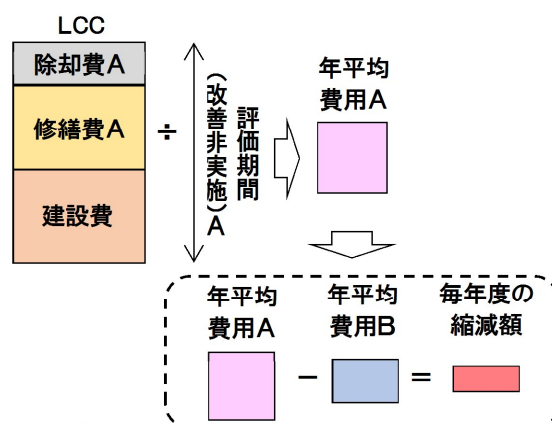 LCC
除却費A
修繕費A
建設費
÷
評価期間
(改善非実施)A
年平均
費用A
年平均
費用A
−
年平均
費用B
=
毎年度の
縮減額